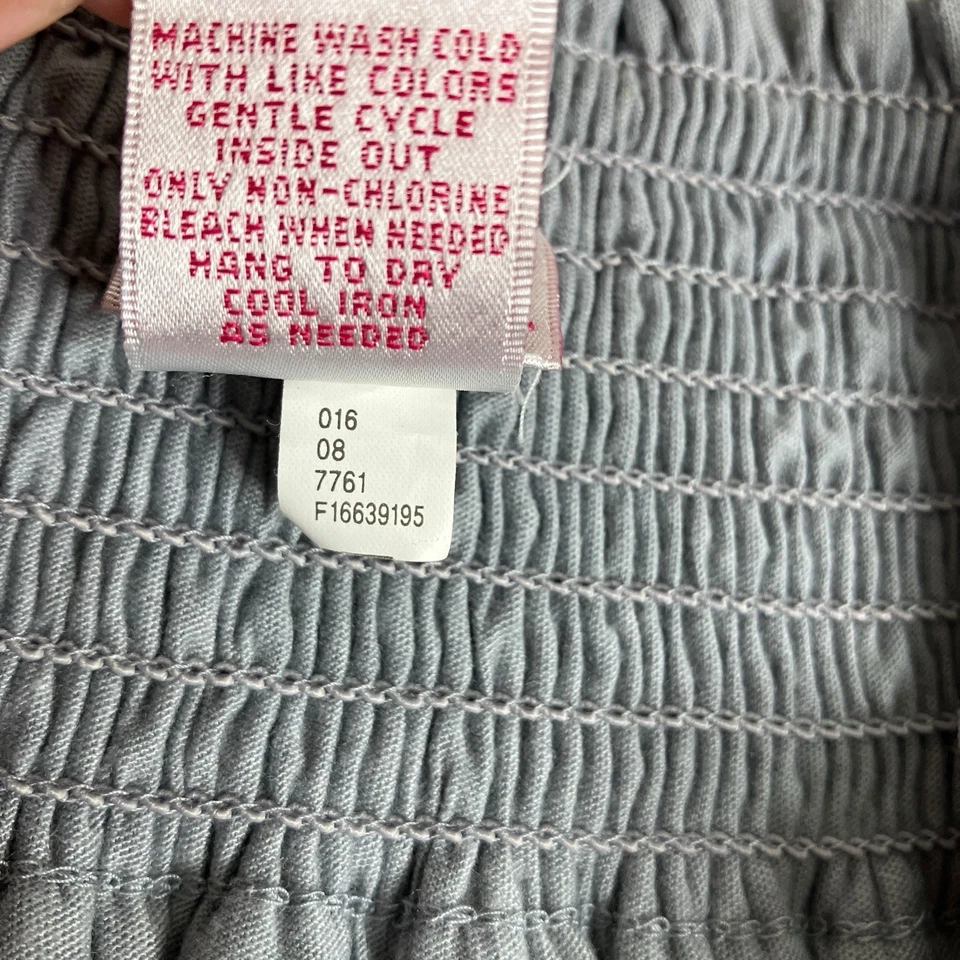 MACHINE WASH COLD
WITH LIKE COLORS
GENTLE CYCLE
INSIDE OUT
ONLY NON-CHLORINE
BLEACH WHEN NEEDED
HANG TO DRY
COOL IRON
AS NEEDED
016
08
7761
F16639195